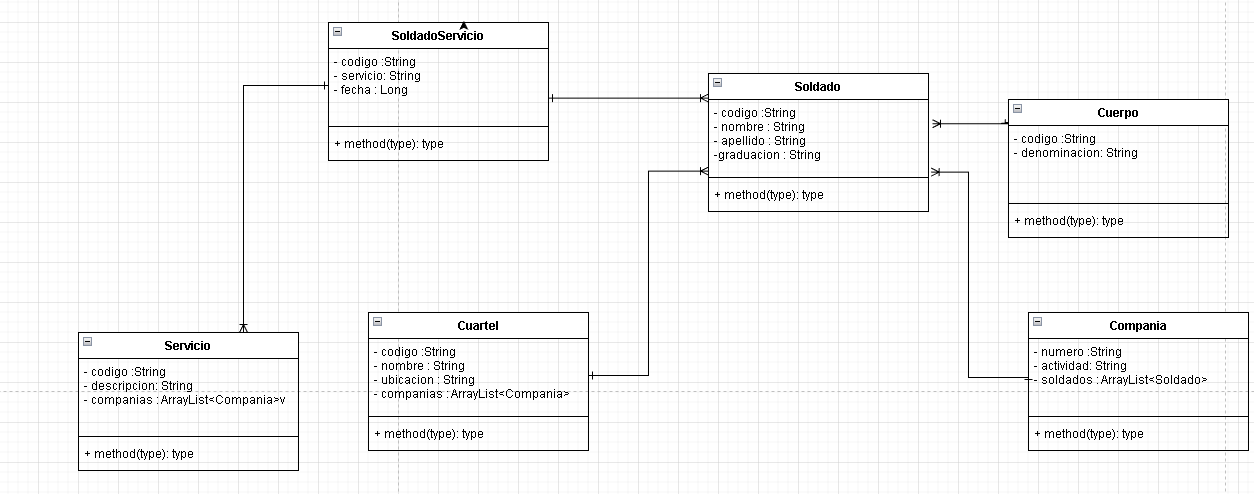 SoldadoServicio
- codigo :String
- servicio: String
- fecha : Long
+ method(type): type
Soldado
- codigo :String
- nombre : String
- apellido : String
-graduacion : String
+ method(type): type
Cuerpo
- codigo :String
- denominacion: String
+ method(type): type
Servicio
- codigo :String
- descripcion: String
- companias : ArrayList<Compania>v
+ method(type): type
Cuartel
- codigo :String
- nombre : String
- ubicacion : String
- companias : ArrayList<Compania>
+ method(type): type
Compania
- numero :String
- actividad: String
- soldados : ArrayList<Soldado>
+ method(type): type